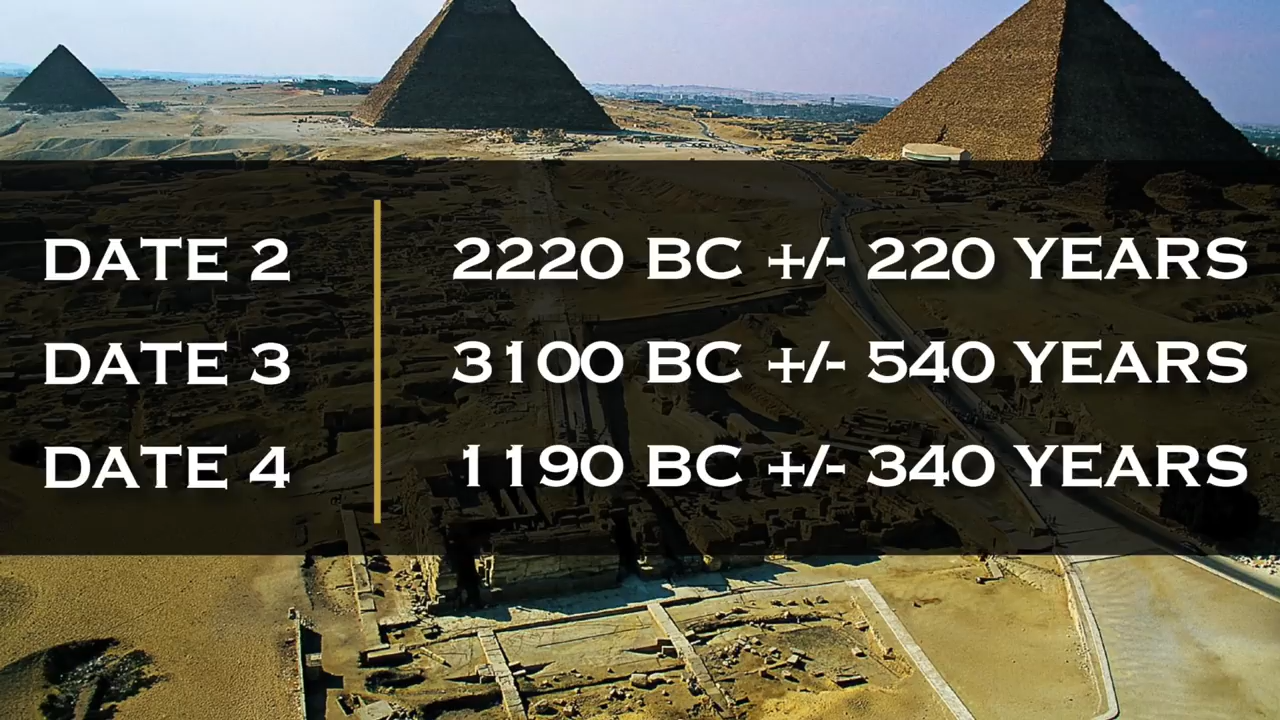 DATE 2 2220 BC +/- 220 YEARS
DATE 3 3100 BC +/- 540 YEARS
DATE 4 1190 BC +/- 340 YEARS